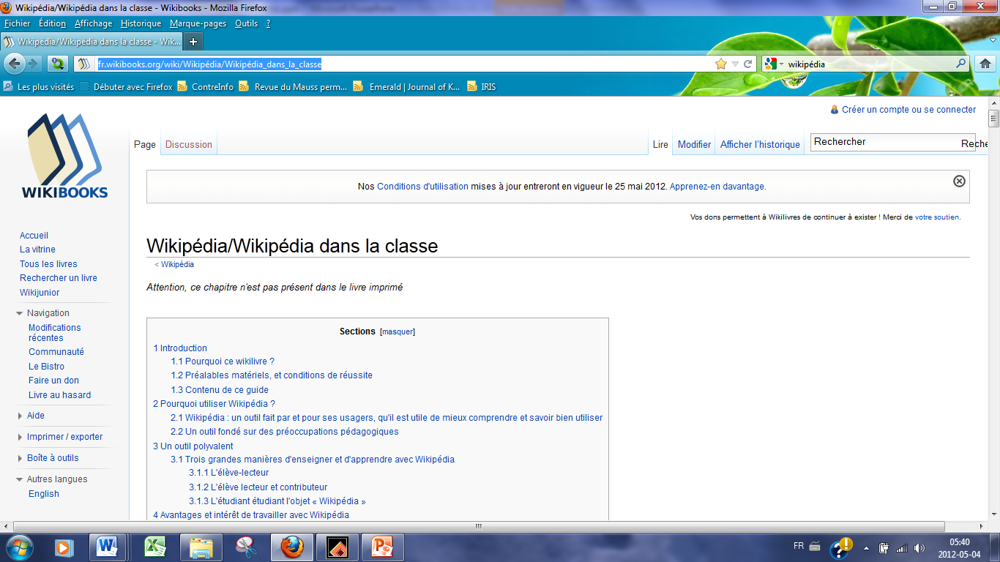 Wikipédia/Wikipédia dans la classe - Wikibooks - Mozilla Firefox
Fichier Édition Affichage Historique Marque-pages Outils ?
Wikipédia/Wikipédia dans la classe - Wik...
fr.wikibooks.org/wiki/Wikipédia/Wikipédia_dans_la_classe
wikipédia
Les plus visités Débuter avec Firefox ContreInfo Revue du Mauss perm... Emerald | Journal of K... IRIS
Créer un compte ou se connecter
Page Discussion Lire Modifier Afficher l'historique Rechercher Reche
WIKIBOOKS
Nos Conditions d'utilisation mises à jour entreront en vigueur le 25 mai 2012. Apprenez-en davantage.
Vos dons permettent à Wikilivres de continuer à exister ! Merci de votre soutien.
Accueil
La vitrine
Tous les livres
Rechercher un livre
Wikijunior
Navigation
Modifications
récentes
Communauté
Le Bistro
Faire un don
Livre au hasard
Aide
Imprimer / exporter
Boîte à outils
Autres langues
English
Wikipédia/Wikipédia dans la classe
< Wikipédia
Attention, ce chapitre n'est pas présent dans le livre imprimé
Sections [masquer]
1 Introduction
1.1 Pourquoi ce wikilivre ?
1.2 Préalables matériels, et conditions de réussite
1.3 Contenu de ce guide
2 Pourquoi utiliser Wikipédia ?
2.1 Wikipédia : un outil fait par et pour ses usagers, qu'il est utile de mieux comprendre et savoir bien utiliser
2.2 Un outil fondé sur des préoccupations pédagogiques
3 Un outil polyvalent
3.1 Trois grandes manières d'enseigner et d'apprendre avec Wikipédia
3.1.1 L'élève-lecteur
3.1.2 L'élève lecteur et contributeur
3.1.3 L'étudiant étudiant l'objet « Wikipédia »
4 Avantages et intérêt de travailler avec Wikipédia
FR
05:40
2012-05-04